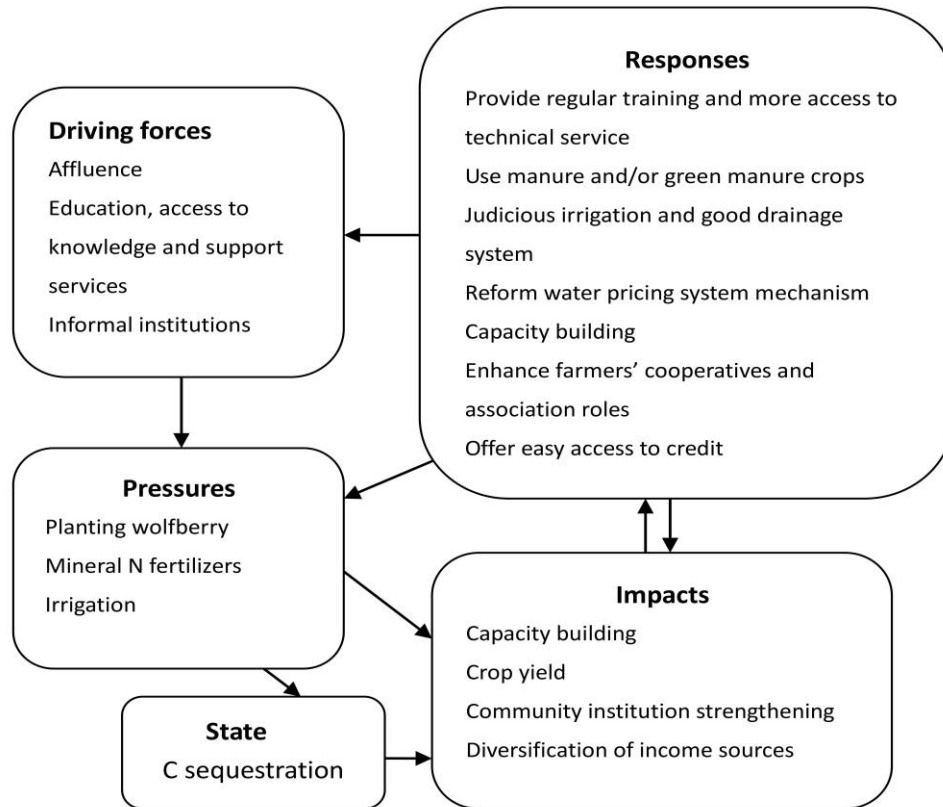 Driving forces
Affluence
Education, access to
knowledge and support
services
Informal institutions
Responses
Provide regular training and more access to
technical service
Use manure and/or green manure crops
Judicious irrigation and good drainage
system
Reform water pricing system mechanism
Capacity building
Enhance farmers’ cooperatives and
association roles
Offer easy access to credit
Pressures
Planting wolfberry
Mineral N fertilizers
Irrigation
Impacts
Capacity building
Crop yield
Community institution strengthening
Diversification of income sources
State
C sequestration